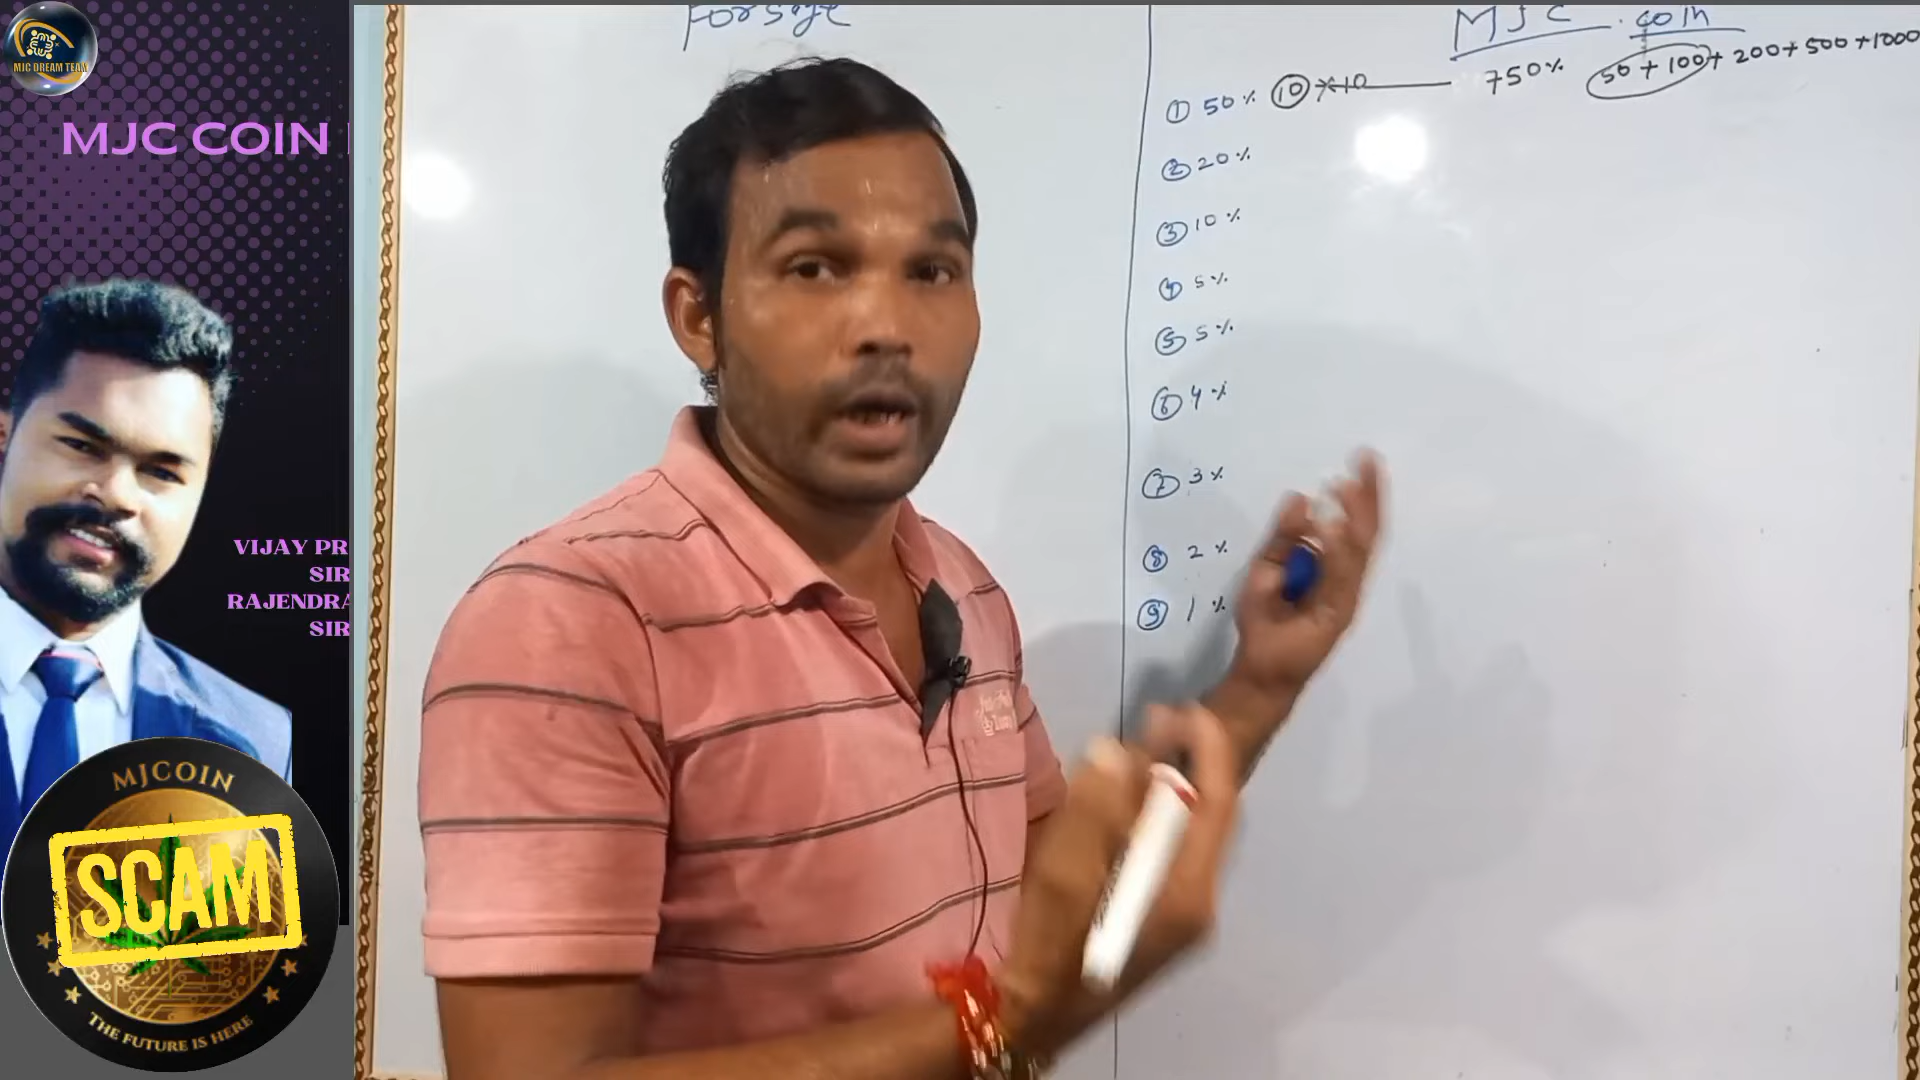 MJC DREAM TEAM
MJC COIN
VIJAY PR
SIR
RAJENDRA
SIR
MJCOIN
SCAM
THE FUTURE IS HERE
Forsage
MJC.coin
① 50% ⑩ 750% 50 + 100 + 200 + 500 + 1000
② 20%
③ 10%
④ 5%
⑤ 5%
⑥ 4%
⑦ 3%
⑧ 2%
⑨ 1%